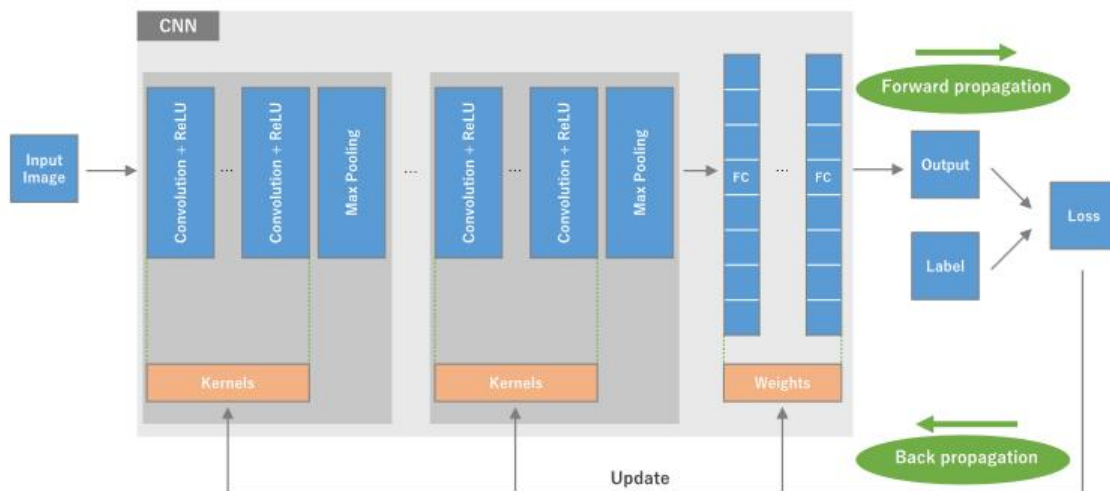 CNN
Forward propagation
Input
Image
Convolution + ReLU
...
Convolution + ReLU
Max Pooling
...
Convolution + ReLU
...
Convolution + ReLU
Max Pooling
FC
...
FC
Output
Label
Loss
Kernels
Kernels
Weights
Back propagation
Update